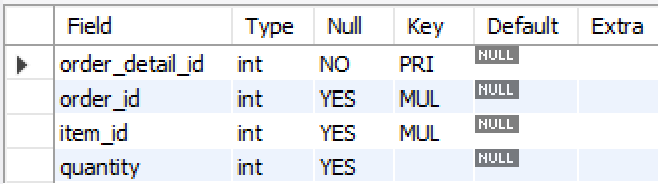 Field Type Null Key Default Extra
order_detail_id int NO PRI NULL
order_id int YES MUL NULL
item_id int YES MUL NULL
quantity int YES NULL